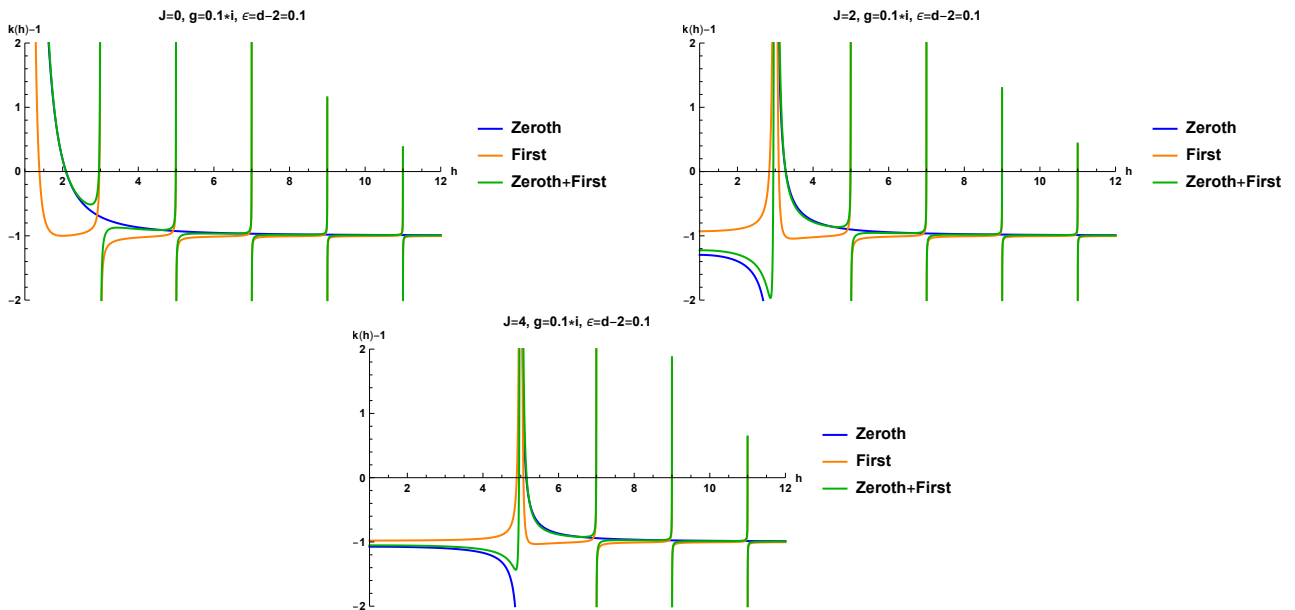 J=0, g=0.1*i, ϵ=d-2=0.1
k(h)-1
2
1
0
-1
-2
2 4 6 8 10 12 h
Zeroth
First
Zeroth+First
J=2, g=0.1*i, ϵ=d-2=0.1
k(h)-1
2
1
0
-1
-2
2 4 6 8 10 12 h
Zeroth
First
Zeroth+First
J=4, g=0.1*i, ϵ=d-2=0.1
k(h)-1
2
1
0
-1
-2
2 4 6 8 10 12 h
Zeroth
First
Zeroth+First